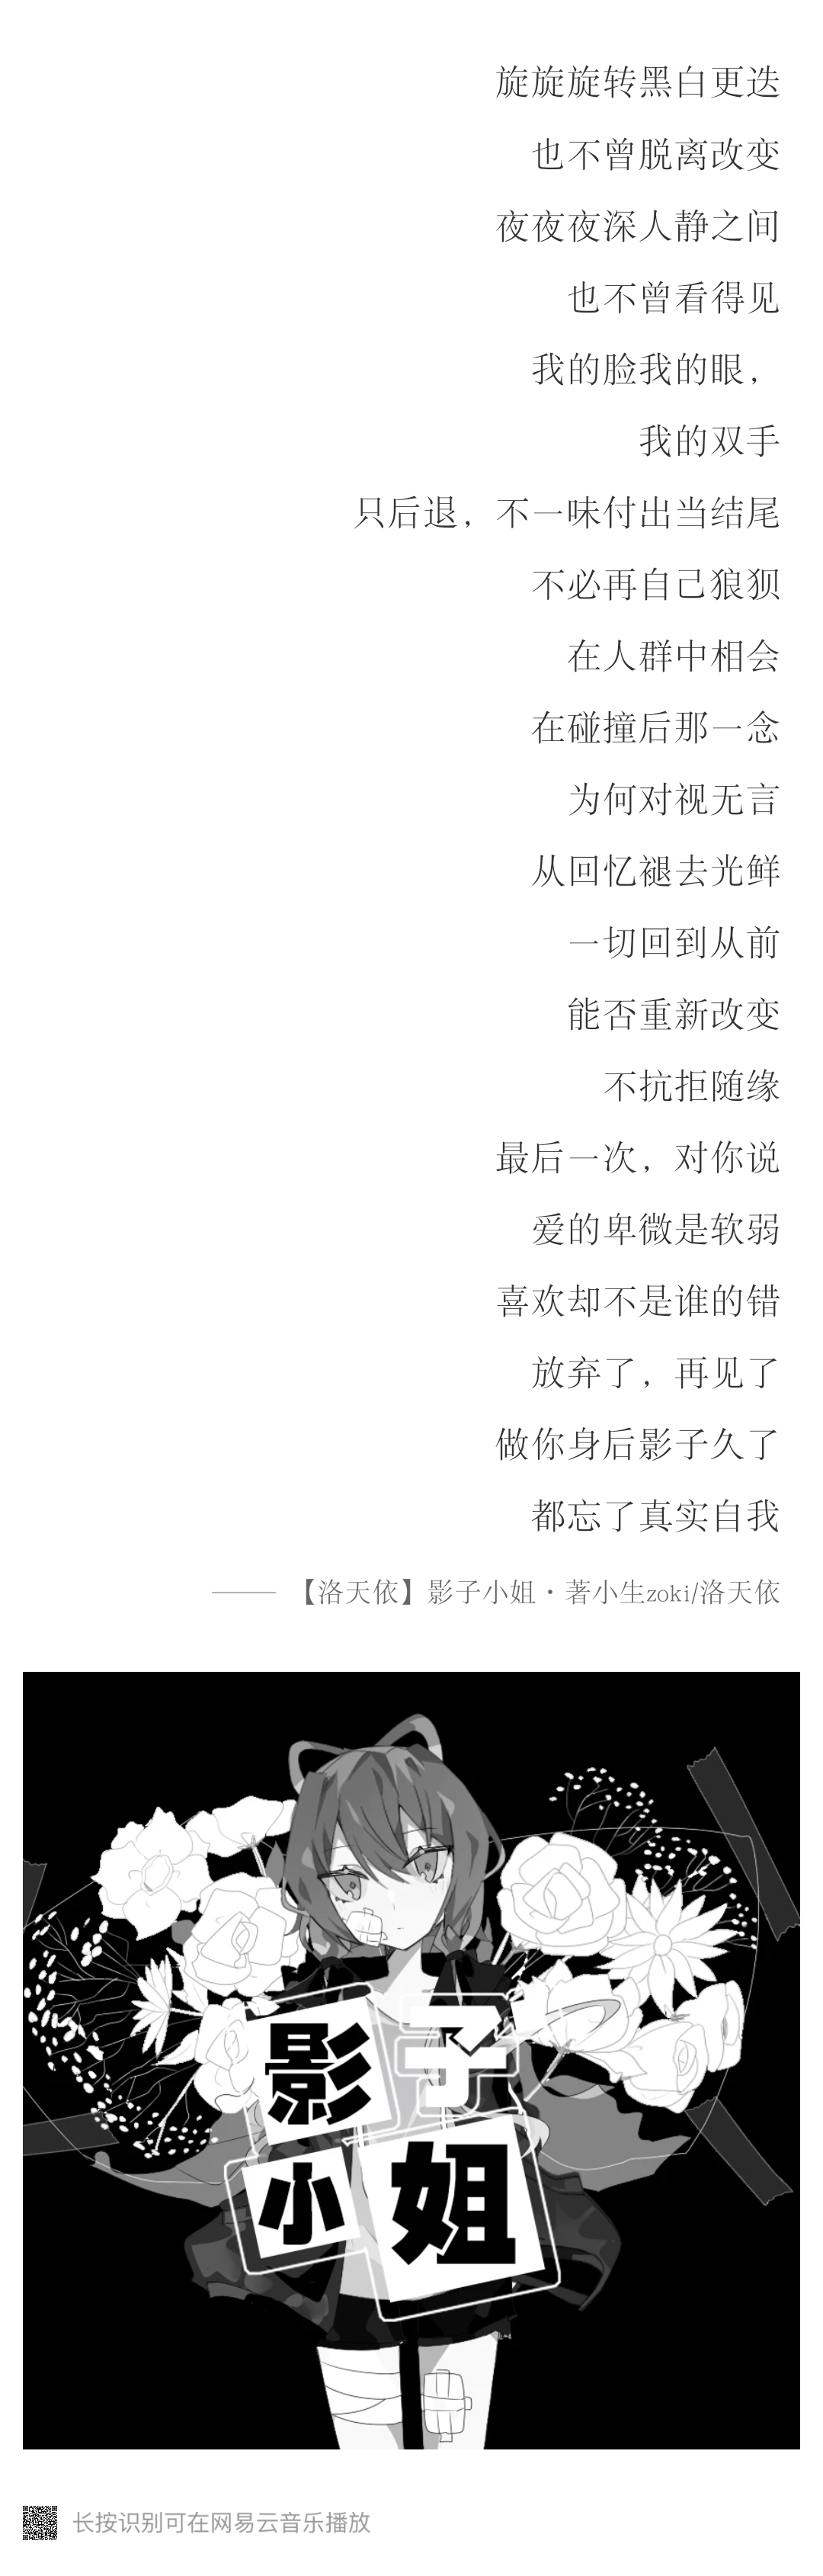 旋旋旋转黑白更迭
也不曾脱离改变
夜夜夜深人静之间
也不曾看得见
我的脸我的眼，
我的双手
只后退，不一味付出当结尾
不必再自己狼狈
在人群中相会
在碰撞后那一念
为何对视无言
从回忆褪去光鲜
一切回到从前
能否重新改变
不抗拒随缘
最后一次，对你说
爱的卑微是软弱
喜欢却不是谁的错
放弃了，再见了
做你身后影子久了
都忘了真实自我
—— 【洛天依】影子小姐·著小生zoki/洛天依
影子
小姐
长按识别可在网易云音乐播放